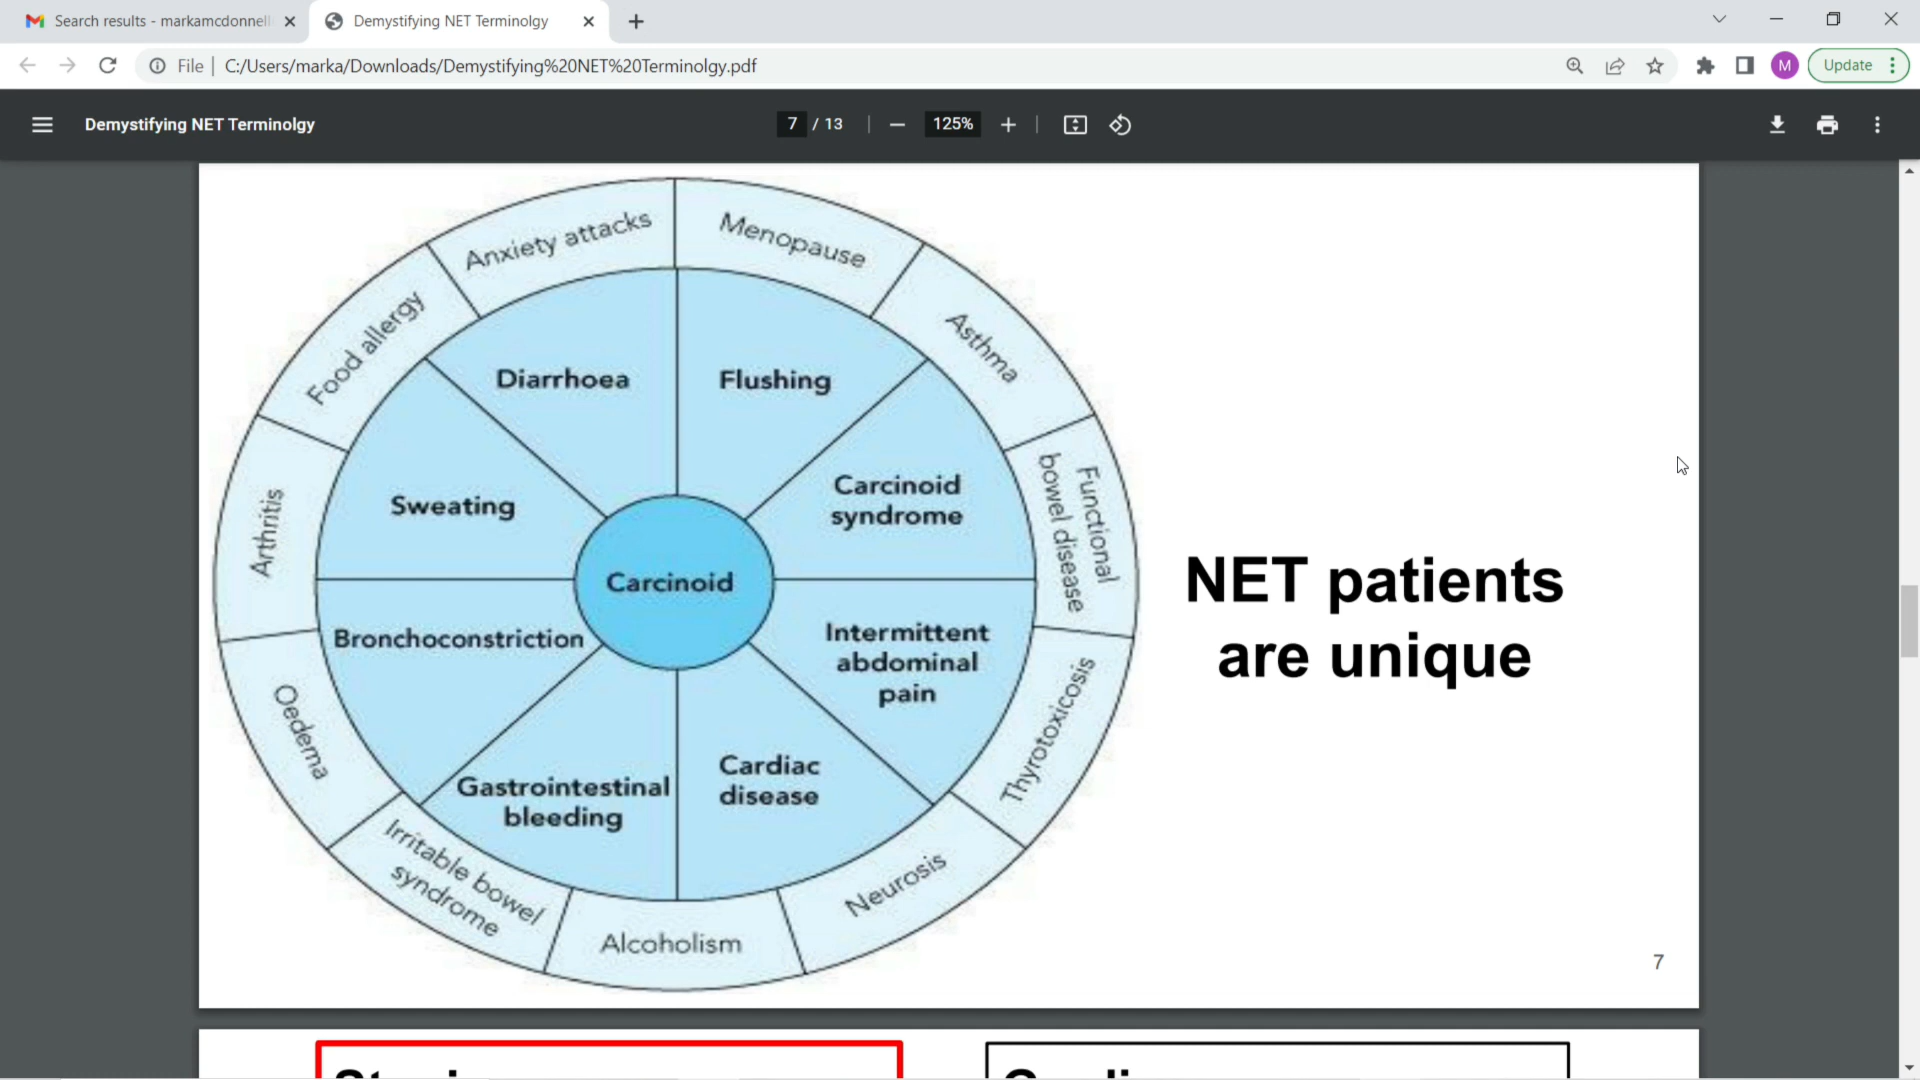 Search results - markamcdonnell
Demystifying NET Terminolgy
File
C:/Users/marka/Downloads/Demystifying%20NET%20Terminolgy.pdf
M
Update
Demystifying NET Terminolgy
7 / 13
125%
Anxiety attacks
Menopause
Food allergy
Asthma
Diarrhoea
Flushing
Arthritis
Sweating
Carcinoid
syndrome
Functional
bowel disease
Carcinoid
Bronchoconstriction
Intermittent
abdominal
pain
NET patients
are unique
Oedema
Gastrointestinal
bleeding
Cardiac
disease
Thyrotoxicosis
Irritable bowel
syndrome
Alcoholism
Neurosis
7